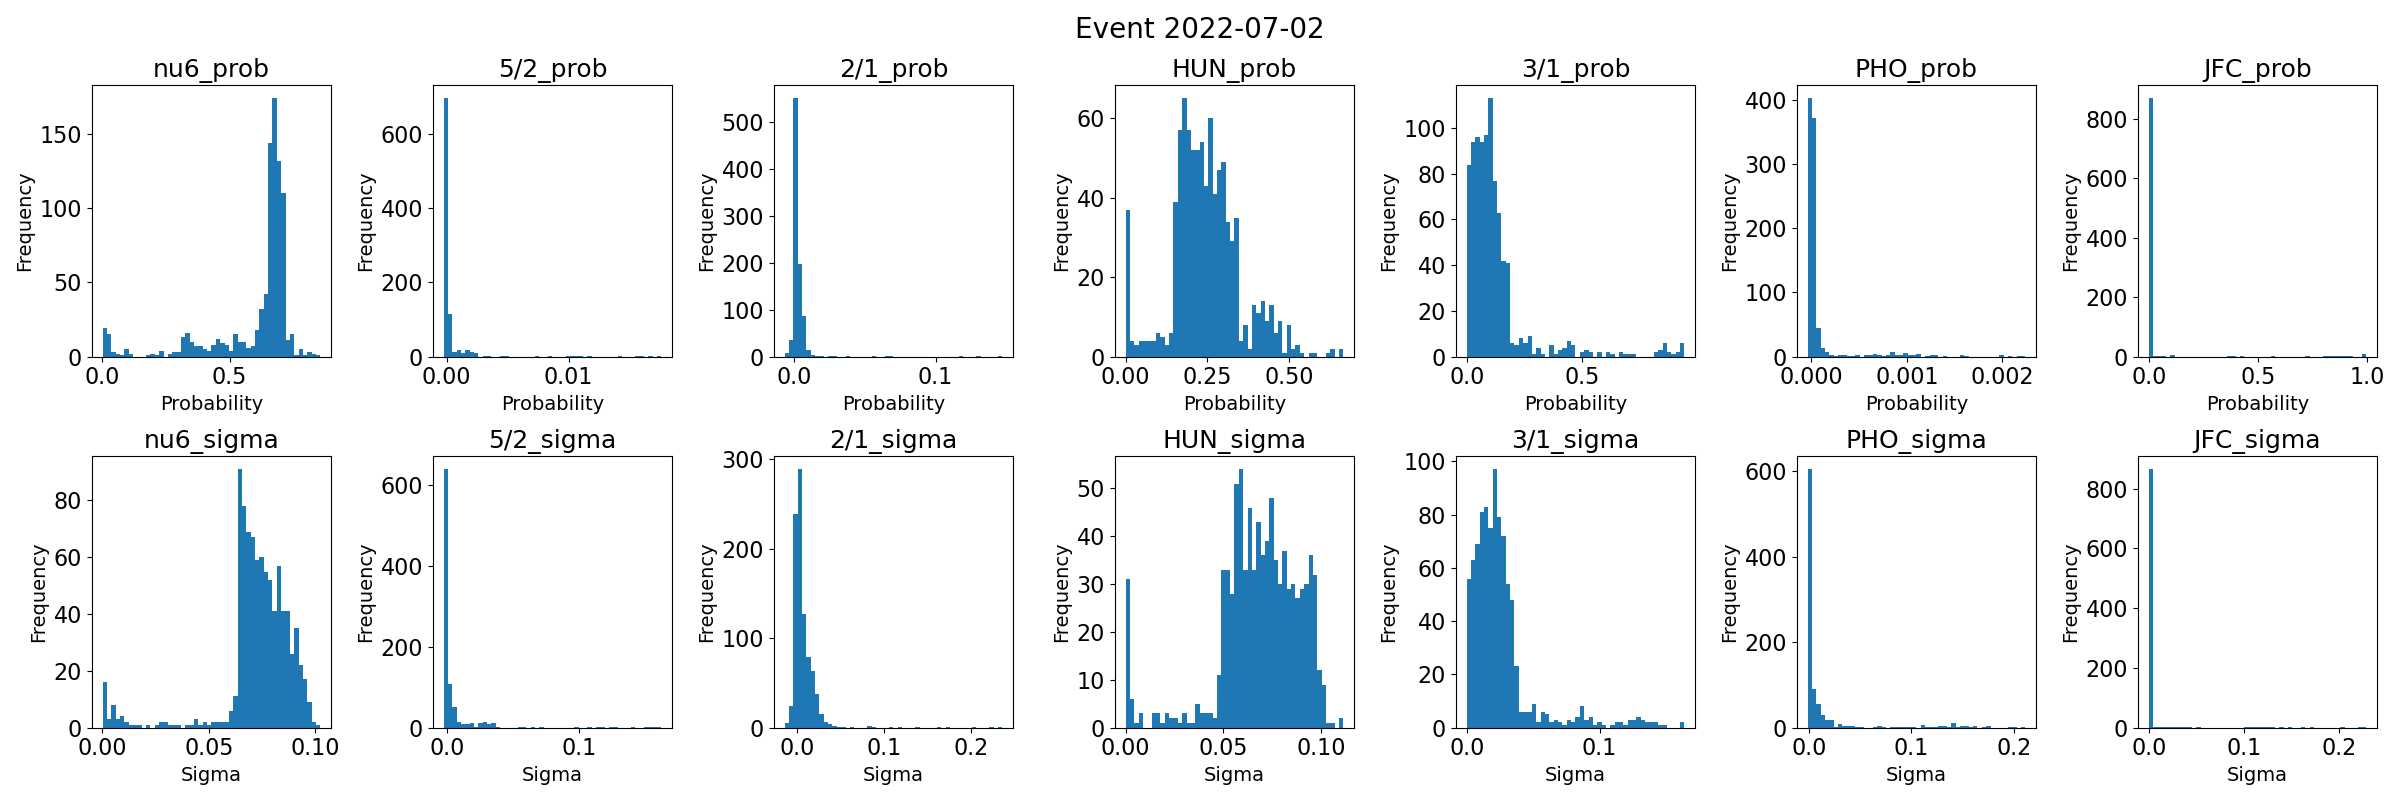 Event 2022-07-02
nu6_prob 5/2_prob 2/1_prob HUN_prob 3/1_prob PHO_prob JFC_prob
Frequency Frequency Frequency Frequency Frequency Frequency Frequency
150 100 50 0
600 400 200 0
500 400 300 200 100 0
60 40 20 0
100 80 60 40 20 0
400 300 200 100 0
800 600 400 200 0
0.0 0.5 0.00 0.01 0.0 0.1 0.00 0.25 0.50 0.0 0.5 0.000 0.001 0.002 0.0 0.5 1.0
Probability Probability Probability Probability Probability Probability Probability
nu6_sigma 5/2_sigma 2/1_sigma HUN_sigma 3/1_sigma PHO_sigma JFC_sigma
Frequency Frequency Frequency Frequency Frequency Frequency Frequency
80 60 40 20 0
600 400 200 0
300 200 100 0
50 40 30 20 10 0
100 80 60 40 20 0
600 400 200 0
800 600 400 200 0
0.00 0.05 0.10 0.0 0.1 0.0 0.1 0.2 0.00 0.05 0.10 0.0 0.1 0.0 0.1 0.2 0.0 0.1 0.2
Sigma Sigma Sigma Sigma Sigma Sigma Sigma